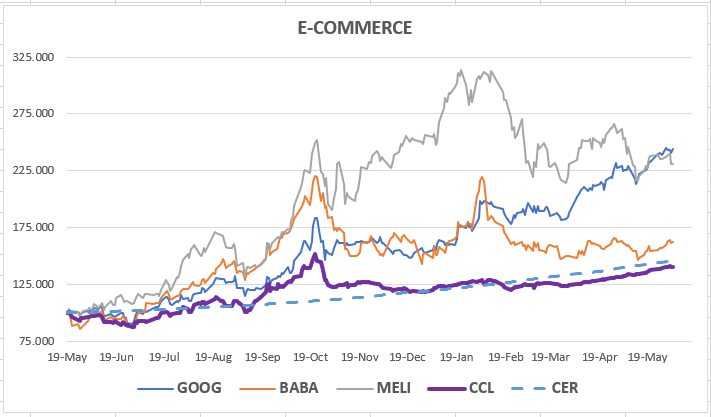 E-COMMERCE
325.000
275.000
225.000
175.000
125.000
75.000
19-May 19-Jun 19-Jul 19-Aug 19-Sep 19-Oct 19-Nov 19-Dec 19-Jan 19-Feb 19-Mar 19-Apr 19-May
GOOG BABA MELI CCL CER